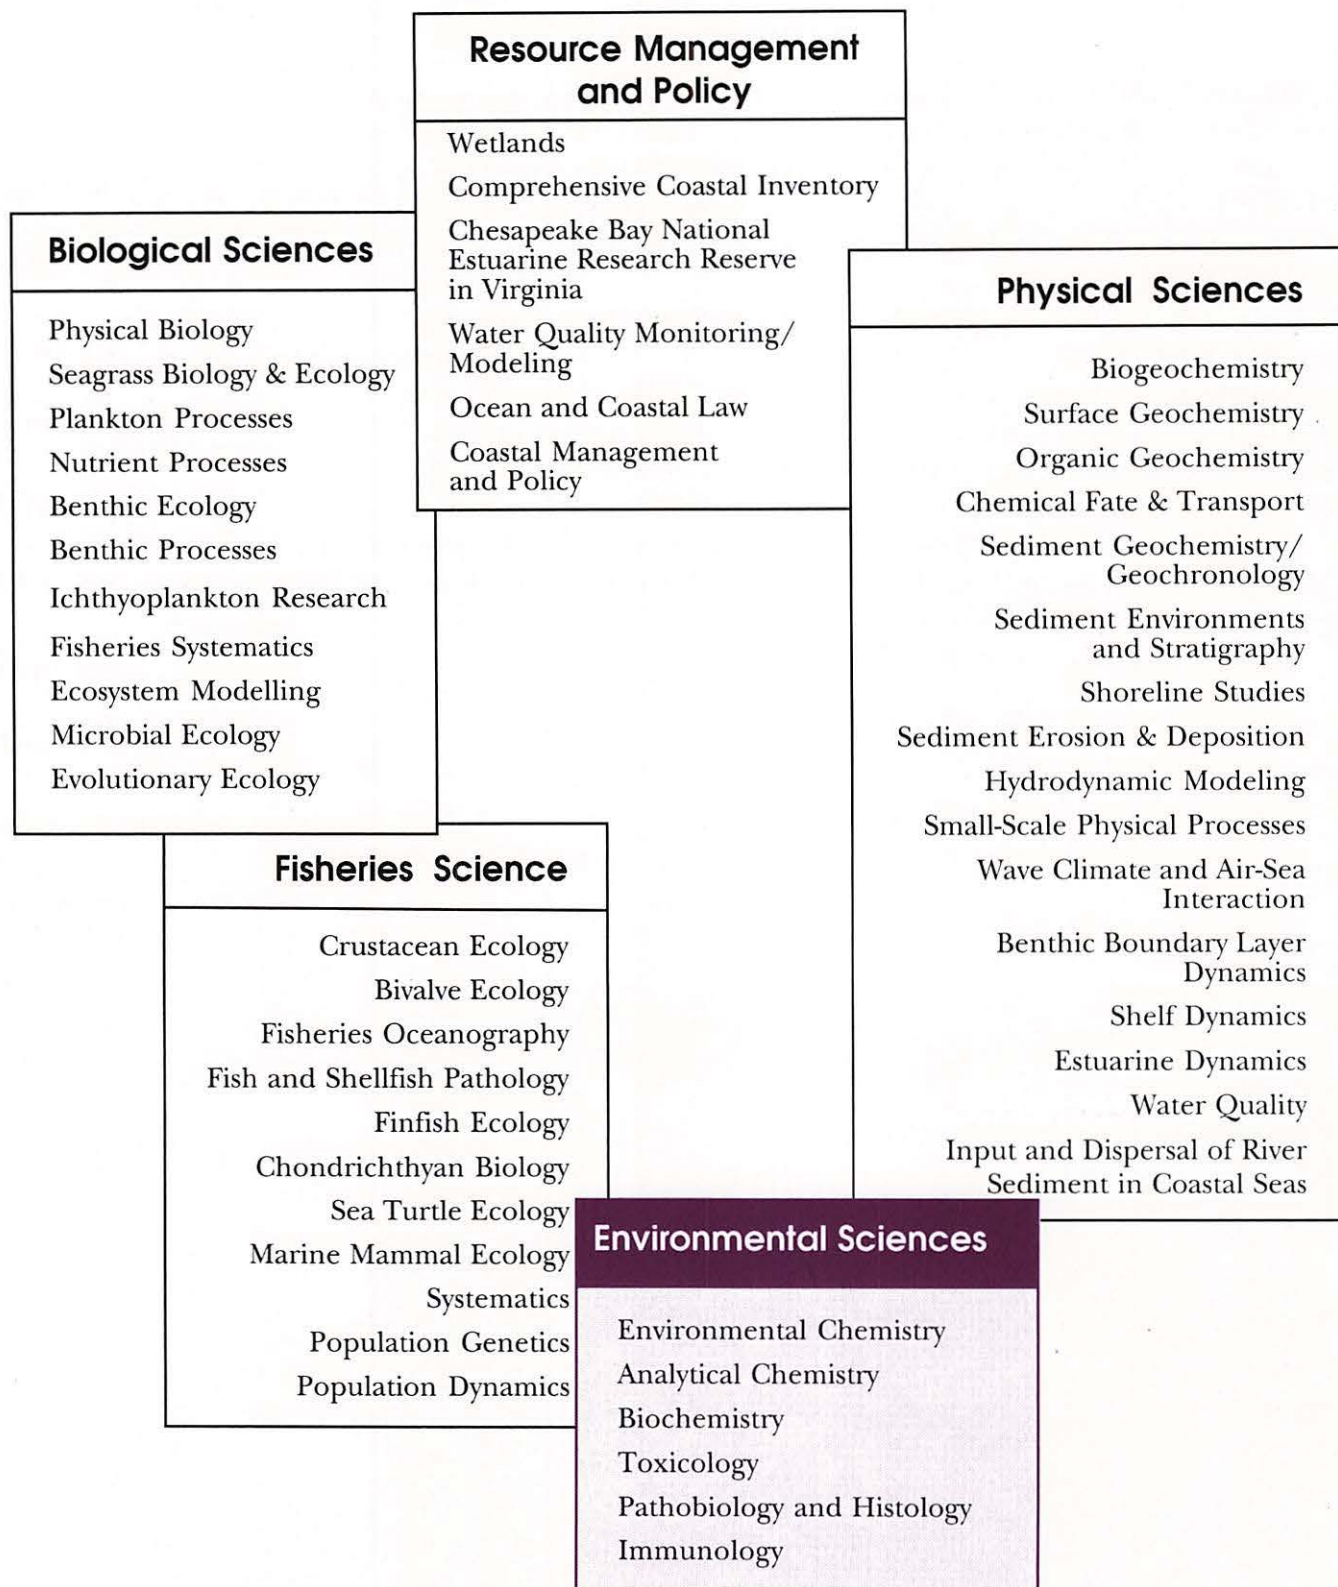 Resource Management
and Policy
Wetlands
Comprehensive Coastal Inventory
Chesapeake Bay National
Estuarine Research Reserve
in Virginia
Water Quality Monitoring/
Modeling
Ocean and Coastal Law
Coastal Management
and Policy
Biological Sciences
Physical Biology
Seagrass Biology & Ecology
Plankton Processes
Nutrient Processes
Benthic Ecology
Benthic Processes
Ichthyoplankton Research
Fisheries Systematics
Ecosystem Modelling
Microbial Ecology
Evolutionary Ecology
Physical Sciences
Biogeochemistry
Surface Geochemistry
Organic Geochemistry
Chemical Fate & Transport
Sediment Geochemistry/
Geochronology
Sediment Environments
and Stratigraphy
Shoreline Studies
Sediment Erosion & Deposition
Hydrodynamic Modeling
Small-Scale Physical Processes
Wave Climate and Air-Sea
Interaction
Benthic Boundary Layer
Dynamics
Shelf Dynamics
Estuarine Dynamics
Water Quality
Input and Dispersal of River
Sediment in Coastal Seas
Fisheries Science
Crustacean Ecology
Bivalve Ecology
Fisheries Oceanography
Fish and Shellfish Pathology
Finfish Ecology
Chondrichthyan Biology
Sea Turtle Ecology
Marine Mammal Ecology
Systematics
Population Genetics
Population Dynamics
Environmental Sciences
Environmental Chemistry
Analytical Chemistry
Biochemistry
Toxicology
Pathobiology and Histology
Immunology